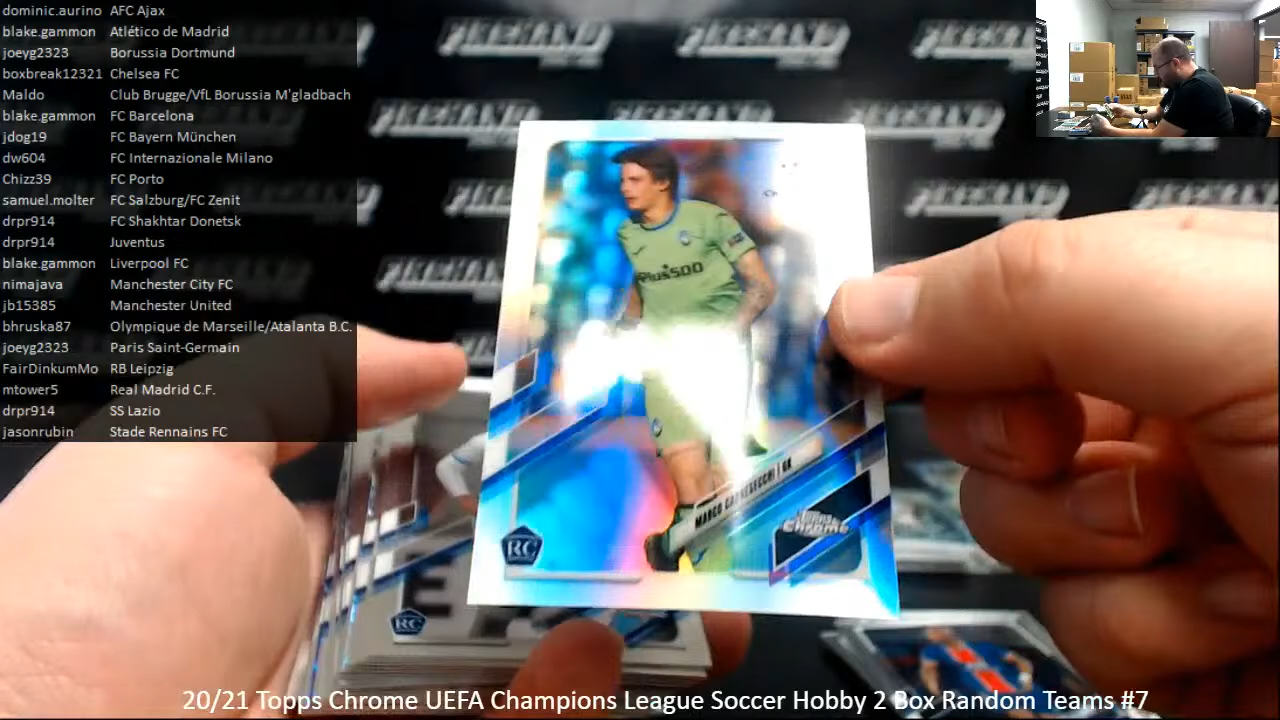 dominic.aurino AFC Ajax
blake.gammon Atlético de Madrid
joeyg2323 Borussia Dortmund
boxbreak12321 Chelsea FC
Maldo Club Brugge/VfL Borussia M'gladbach
blake.gammon FC Barcelona
jdog19 FC Bayern München
dw604 FC Internazionale Milano
Chizz39 FC Porto
samuel.molter FC Salzburg/FC Zenit
drpr914 FC Shakhtar Donetsk
drpr914 Juventus
blake.gammon Liverpool FC
nimajava Manchester City FC
jb15385 Manchester United
bhruska87 Olympique de Marseille/Atalanta B.C.
joeyg2323 Paris Saint-Germain
FairDinkumMo RB Leipzig
mtower5 Real Madrid C.F.
drpr914 SS Lazio
jasonrubin Stade Rennains FC
Plus500
MARCO CARNESECCHI | GK
Topps Chrome
RC
RC
20/21 Topps Chrome UEFA Champions League Soccer Hobby 2 Box Random Teams #7